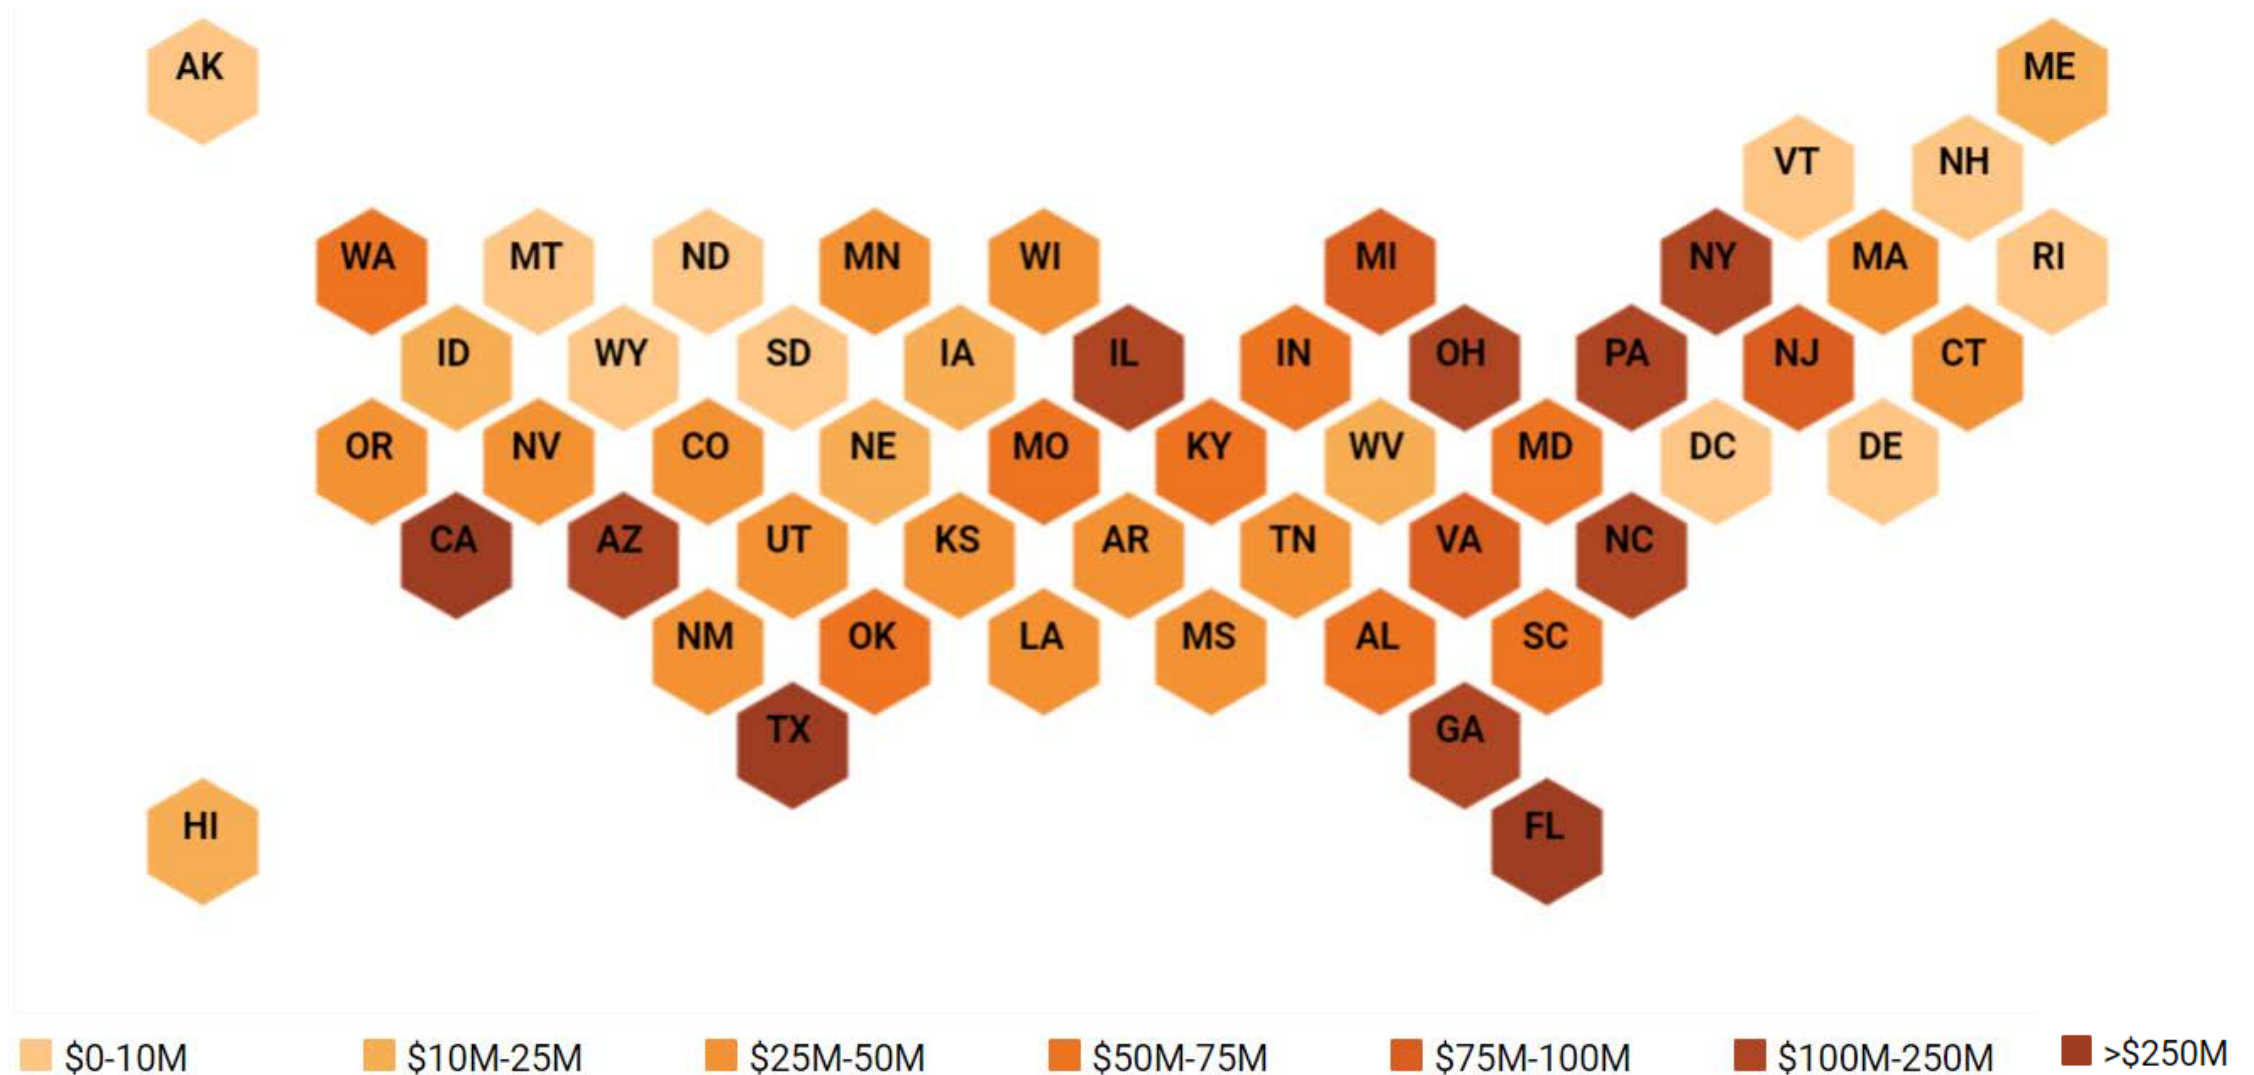 AK ME
VT NH
WA MT ND MN WI MI NY MA RI
ID WY SD IA IL IN OH PA NJ CT
OR NV CO NE MO KY WV MD DC DE
CA AZ UT KS AR TN VA NC
NM OK LA MS AL SC
TX GA
HI FL
$0-10M $10M-25M $25M-50M $50M-75M $75M-100M $100M-250M >$250M